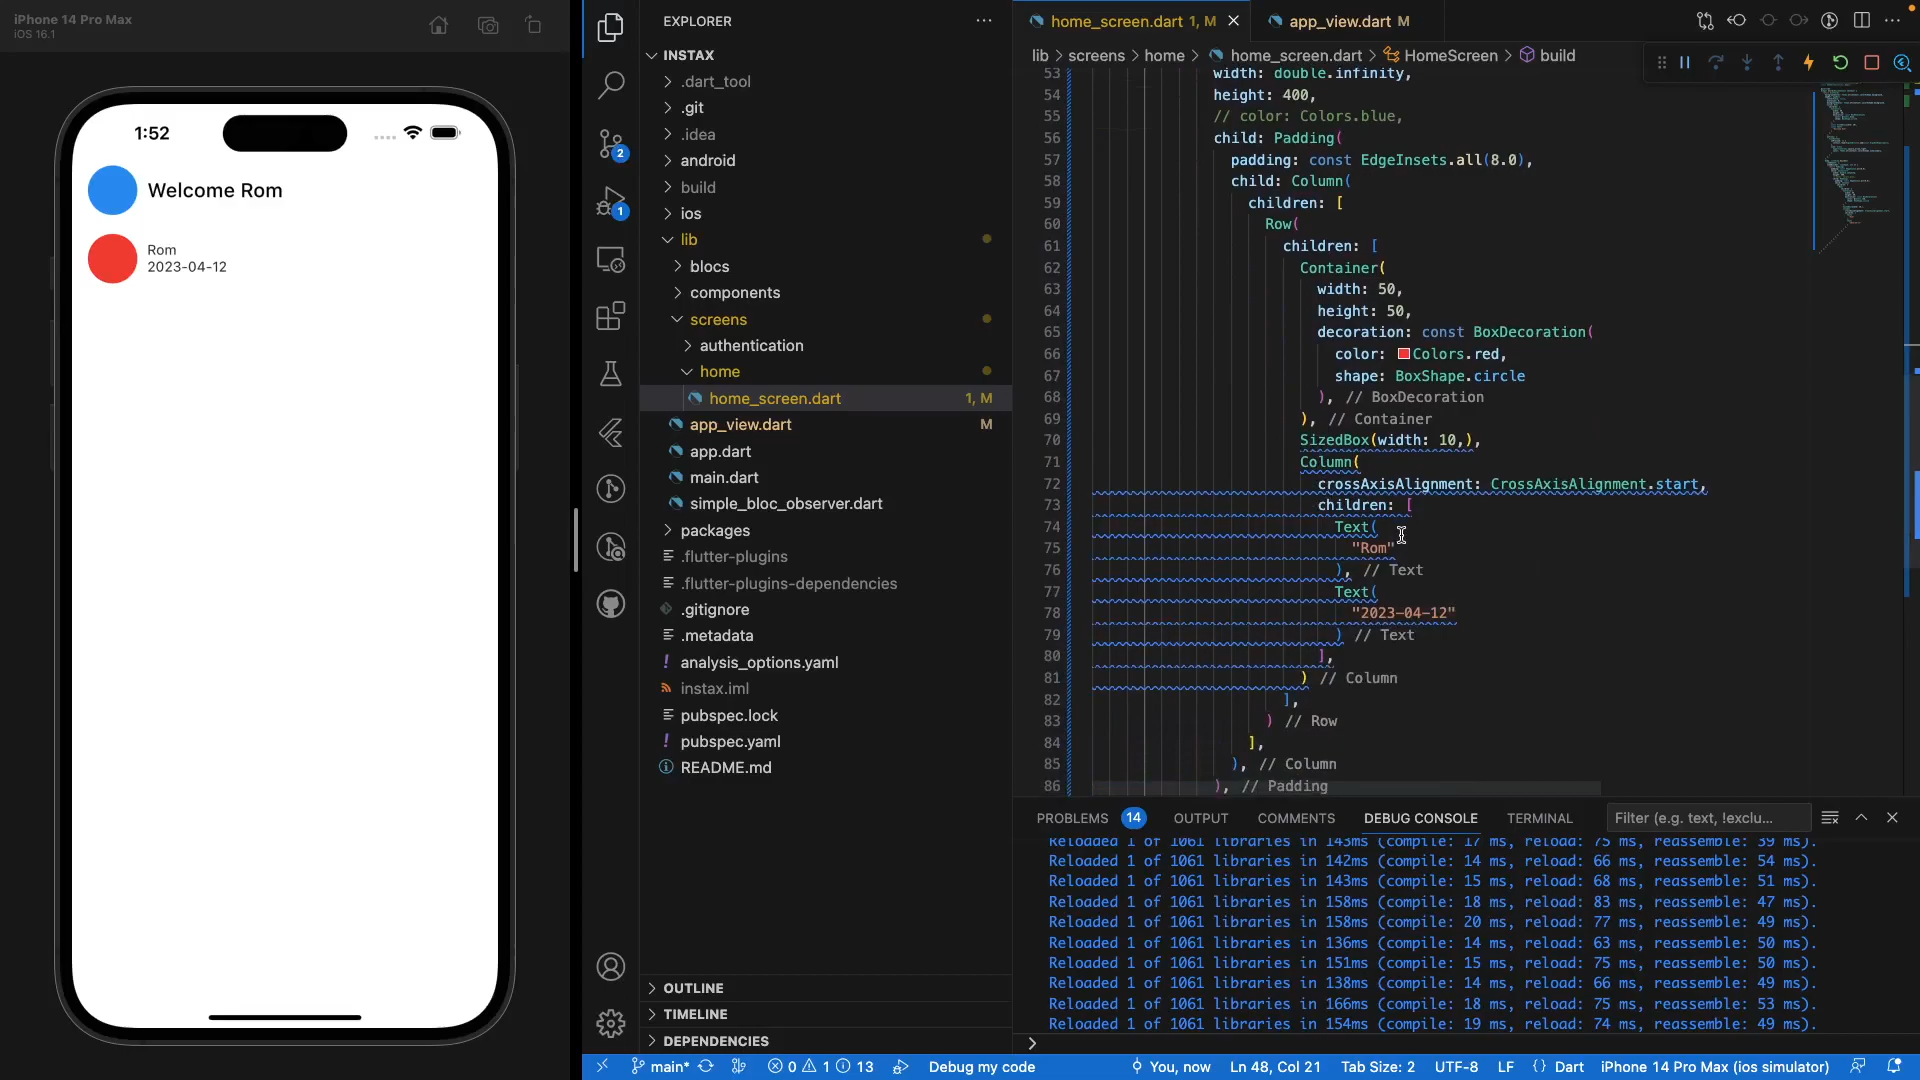 iPhone 14 Pro Max
iOS 16.1
1:52
Welcome Rom
Rom
2023-04-12
2
1
EXPLORER
INSTAX
.dart_tool
.git
.idea
android
build
ios
lib
blocs
components
screens
authentication
home
home_screen.dart 1, M
app_view.dart M
app.dart
main.dart
simple_bloc_observer.dart
packages
.flutter-plugins
.flutter-plugins-dependencies
.gitignore
.metadata
analysis_options.yaml
instax.iml
pubspec.lock
pubspec.yaml
README.md
OUTLINE
TIMELINE
DEPENDENCIES
home_screen.dart 1, M
app_view.dart M
lib > screens > home > home_screen.dart > HomeScreen > build
53 width: double.infinity,
54 height: 400,
55 // color: Colors.blue,
56 child: Padding(
57 padding: const EdgeInsets.all(8.0),
58 child: Column(
59 children: [
60 Row(
61 children: [
62 Container(
63 width: 50,
64 height: 50,
65 decoration: const BoxDecoration(
66 color: Colors.red,
67 shape: BoxShape.circle
68 ), // BoxDecoration
69 ), // Container
70 SizedBox(width: 10,),
71 Column(
72 crossAxisAlignment: CrossAxisAlignment.start,
73 children: [
74 Text(
75 "Rom"
76 ), // Text
77 Text(
78 "2023-04-12"
79 ) // Text
80 ],
81 ) // Column
82 ],
83 ) // Row
84 ],
85 ), // Column
86 ), // Padding
PROBLEMS 14 OUTPUT COMMENTS DEBUG CONSOLE TERMINAL Filter (e.g. text, !exclu...
Reloaded 1 of 1061 libraries in 143ms (compile: 17 ms, reload: 75 ms, reassemble: 39 ms).
Reloaded 1 of 1061 libraries in 142ms (compile: 14 ms, reload: 66 ms, reassemble: 54 ms).
Reloaded 1 of 1061 libraries in 143ms (compile: 15 ms, reload: 68 ms, reassemble: 51 ms).
Reloaded 1 of 1061 libraries in 158ms (compile: 18 ms, reload: 83 ms, reassemble: 47 ms).
Reloaded 1 of 1061 libraries in 158ms (compile: 20 ms, reload: 77 ms, reassemble: 49 ms).
Reloaded 1 of 1061 libraries in 136ms (compile: 14 ms, reload: 63 ms, reassemble: 50 ms).
Reloaded 1 of 1061 libraries in 151ms (compile: 15 ms, reload: 75 ms, reassemble: 50 ms).
Reloaded 1 of 1061 libraries in 138ms (compile: 14 ms, reload: 66 ms, reassemble: 49 ms).
Reloaded 1 of 1061 libraries in 166ms (compile: 18 ms, reload: 75 ms, reassemble: 53 ms).
Reloaded 1 of 1061 libraries in 154ms (compile: 19 ms, reload: 74 ms, reassemble: 49 ms).
main* 0 1 13 Debug my code You, now Ln 48, Col 21 Tab Size: 2 UTF-8 LF {} Dart iPhone 14 Pro Max (ios simulator)